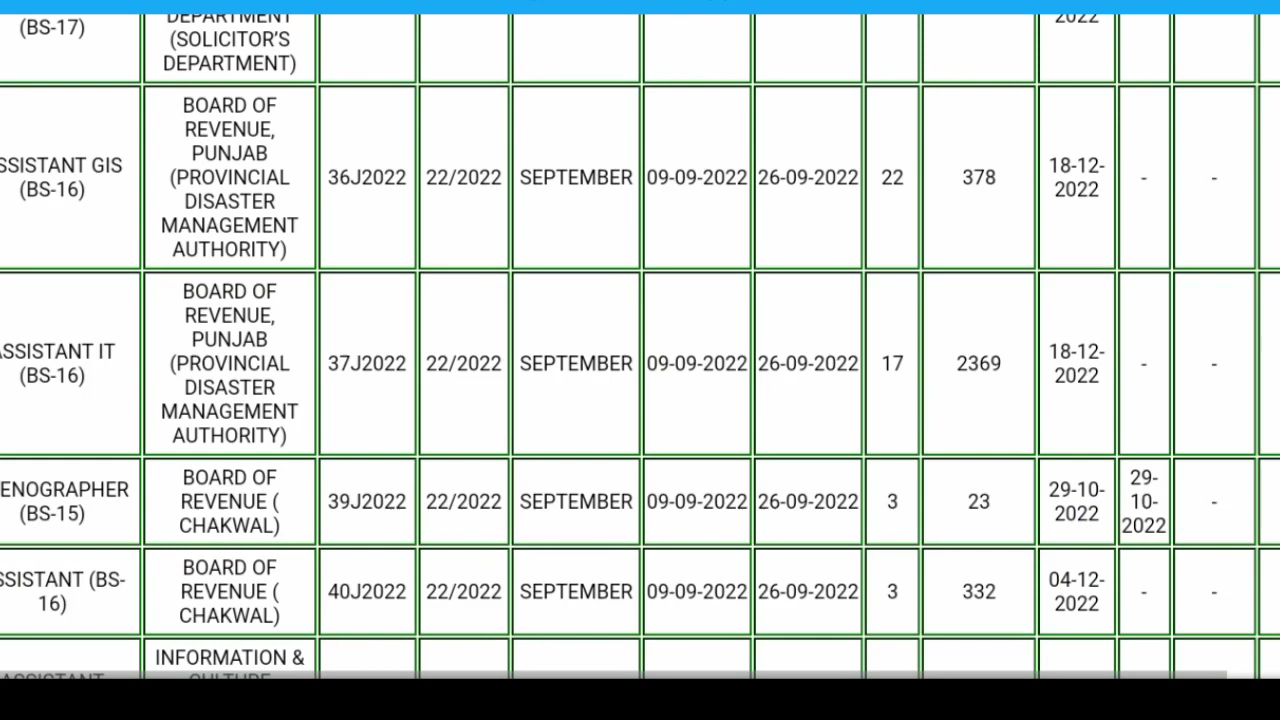 (BS-17)
DEPARTMENT
(SOLICITOR'S
DEPARTMENT)
2022
SSISTANT GIS
(BS-16)
BOARD OF
REVENUE,
PUNJAB
(PROVINCIAL
DISASTER
MANAGEMENT
AUTHORITY)
36J2022
22/2022
SEPTEMBER
09-09-2022
26-09-2022
22
378
18-12-
2022
-
-
ASSISTANT IT
(BS-16)
BOARD OF
REVENUE,
PUNJAB
(PROVINCIAL
DISASTER
MANAGEMENT
AUTHORITY)
37J2022
22/2022
SEPTEMBER
09-09-2022
26-09-2022
17
2369
18-12-
2022
-
-
ENOGRAPHER
(BS-15)
BOARD OF
REVENUE (
CHAKWAL)
39J2022
22/2022
SEPTEMBER
09-09-2022
26-09-2022
3
23
29-10-
2022
29-
10-
2022
-
SSISTANT (BS-
16)
BOARD OF
REVENUE (
CHAKWAL)
40J2022
22/2022
SEPTEMBER
09-09-2022
26-09-2022
3
332
04-12-
2022
-
-
ASSISTANT
INFORMATION &
CULTURE